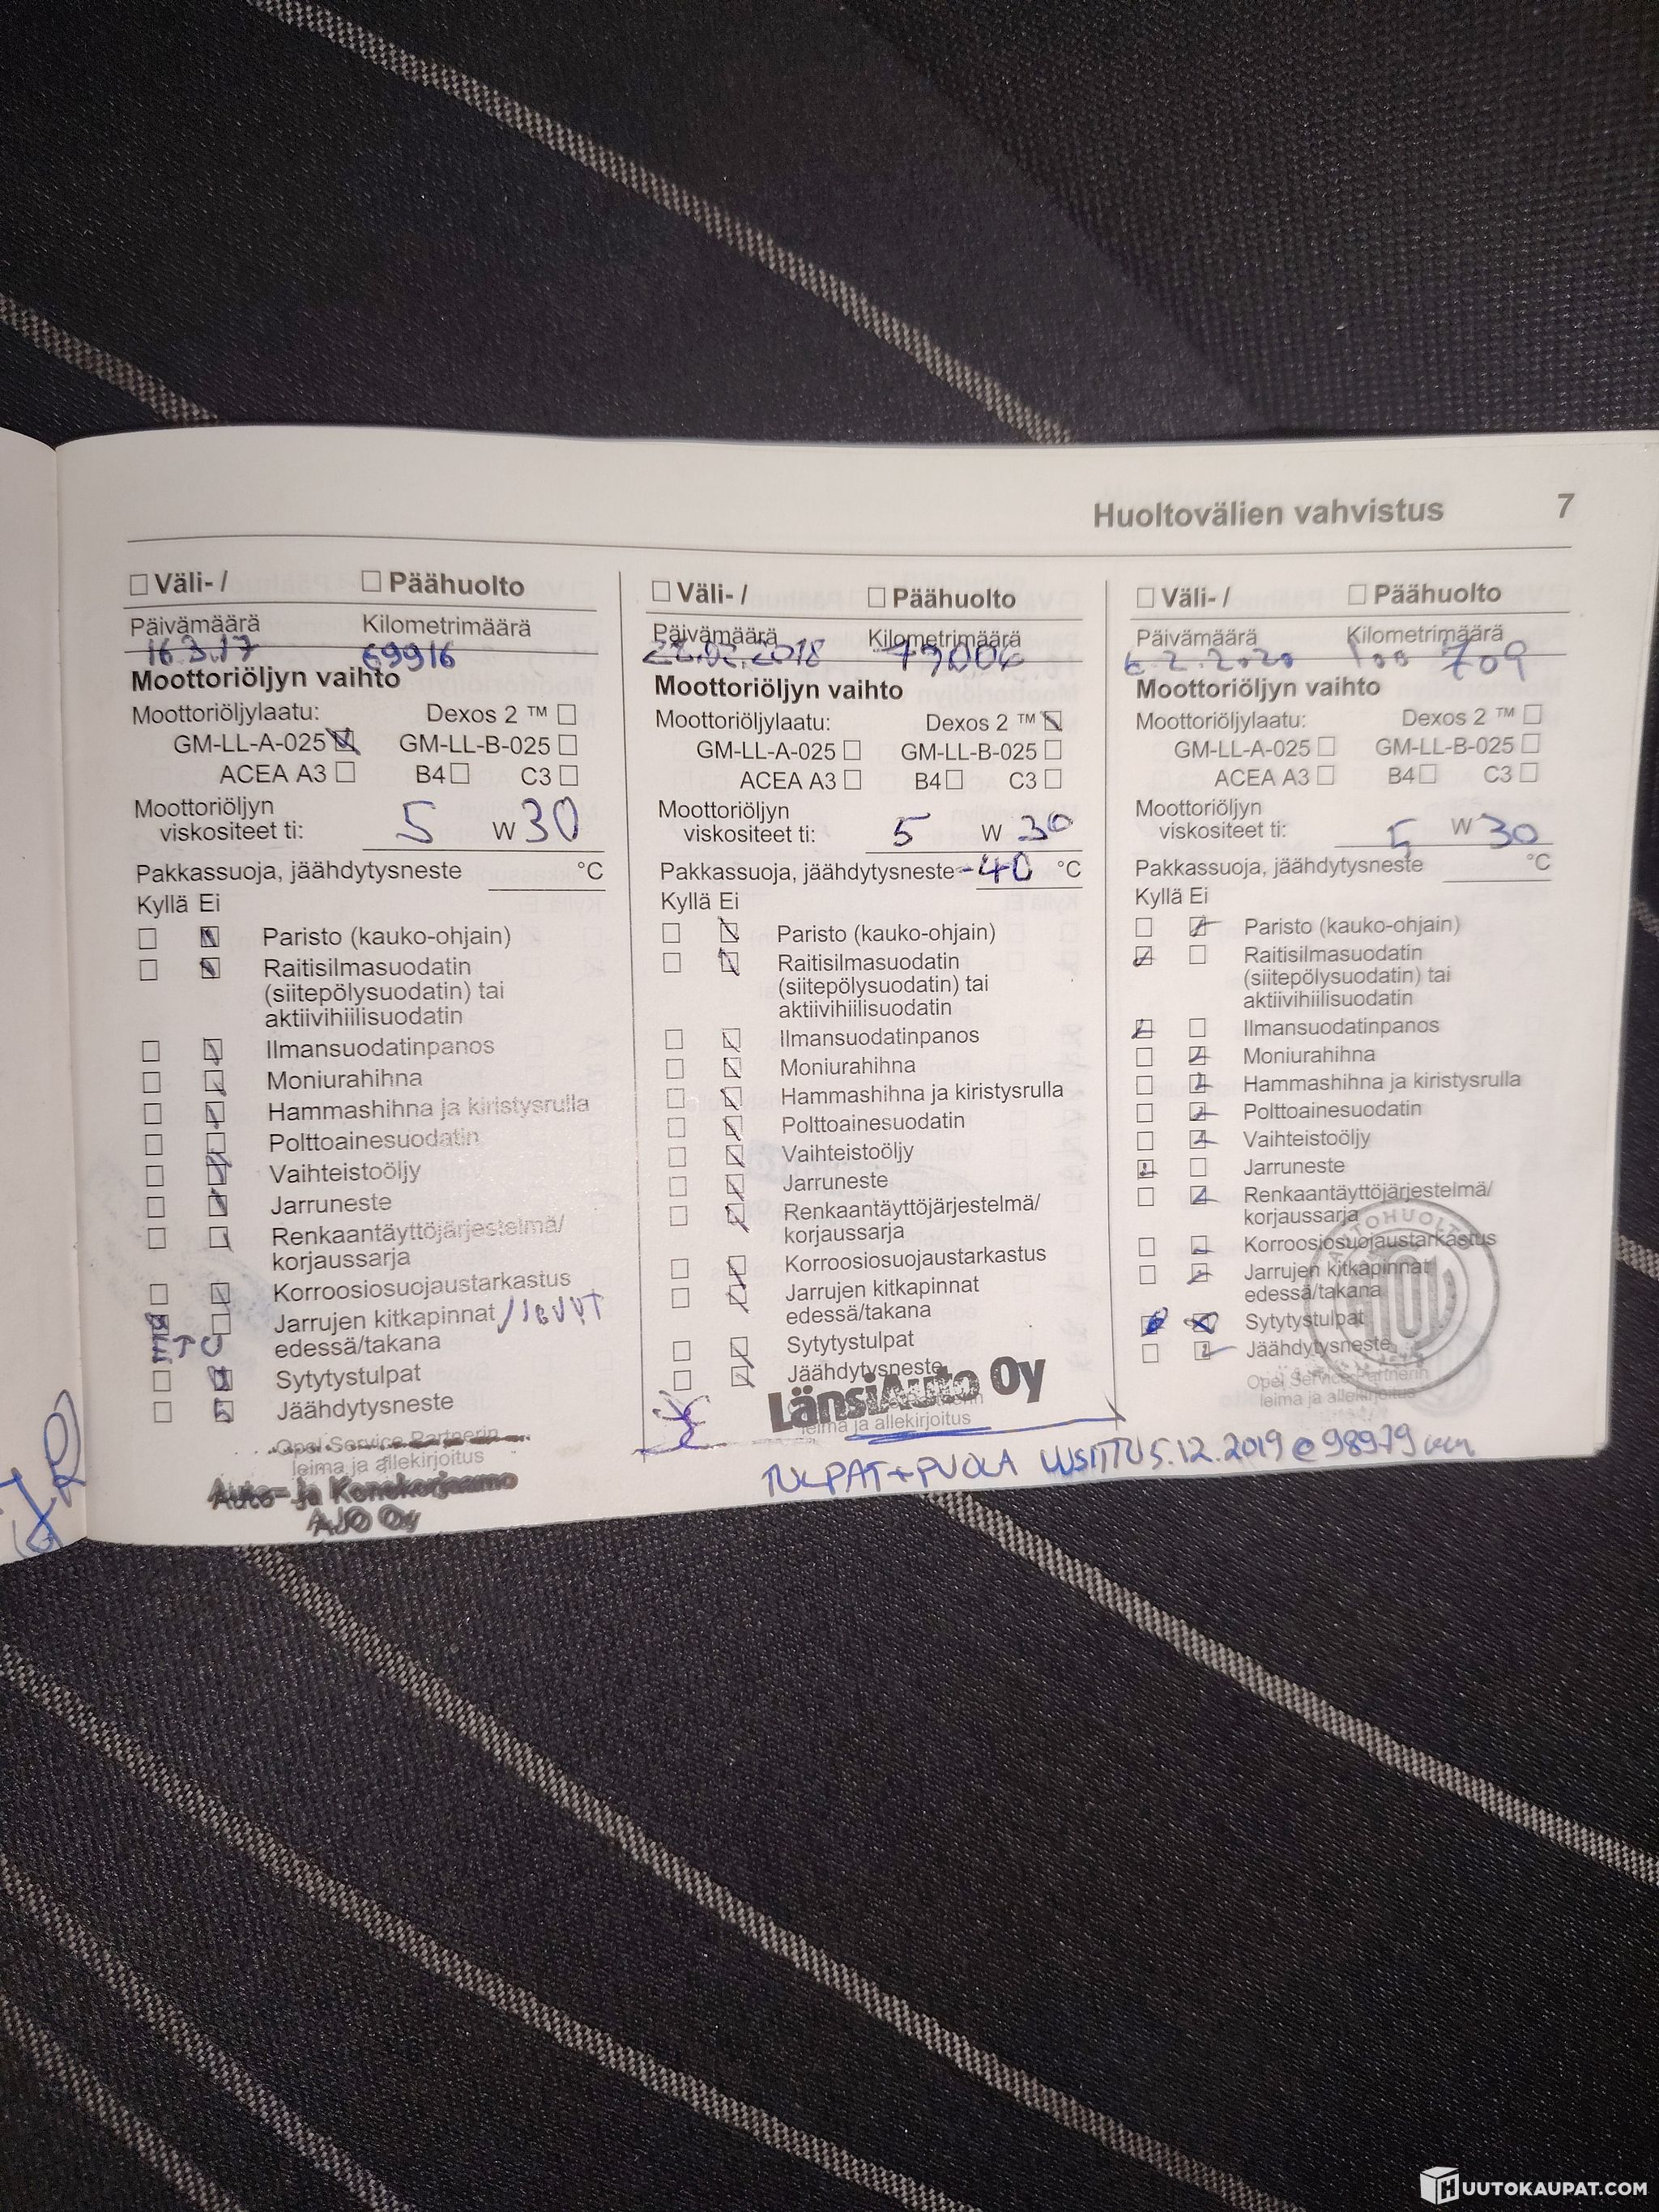 Huoltovälien vahvistus 7
☐ Väli- / ☐ Päähuolto
Päivämäärä Kilometrimäärä
16.3.17 69916
Moottoriöljyn vaihto
Moottoriöljylaatu: Dexos 2 ™ ☐
GM-LL-A-025 ☒ GM-LL-B-025 ☐
ACEA A3 ☐ B4 ☐ C3 ☐
Moottoriöljyn
viskositeet ti: 5 W 30
Pakkassuoja, jäähdytysneste °C
Kyllä Ei
Paristo (kauko-ohjain)
Raitisilmasuodatin
(siitepölysuodatin) tai
aktiivihiilisuodatin
Ilmansuodatinpanos
Moniurahihna
Hammashihna ja kiristysrulla
Polttoainesuodatin
Vaihteistoöljy
Jarruneste
Renkaantäyttöjärjestelmä/
korjaussarja
Korroosiosuojaustarkastus
Jarrujen kitkapinnat
ETU edessä/takana
Sytytystulpat
Jäähdytysneste
Opel Service Partnerin
leima ja allekirjoitus
Auto- ja Konekorjaamo
AJO Oy
☐ Väli- / ☐ Päähuolto
Päivämäärä Kilometrimäärä
2018
Moottoriöljyn vaihto
Moottoriöljylaatu: Dexos 2 ™ ☒
GM-LL-A-025 ☐ GM-LL-B-025 ☐
ACEA A3 ☐ B4 ☐ C3 ☐
Moottoriöljyn
viskositeet ti: 5 W 30
Pakkassuoja, jäähdytysneste -40 °C
Kyllä Ei
Paristo (kauko-ohjain)
Raitisilmasuodatin
(siitepölysuodatin) tai
aktiivihiilisuodatin
Ilmansuodatinpanos
Moniurahihna
Hammashihna ja kiristysrulla
Polttoainesuodatin
Vaihteistoöljy
Jarruneste
Renkaantäyttöjärjestelmä/
korjaussarja
Korroosiosuojaustarkastus
Jarrujen kitkapinnat
edessä/takana
Sytytystulpat
Jäähdytysneste
LänsiAuto Oy
leima ja allekirjoitus
☐ Väli- / ☐ Päähuolto
Päivämäärä Kilometrimäärä
6.2.2020 100 709
Moottoriöljyn vaihto
Moottoriöljylaatu: Dexos 2 ™ ☐
GM-LL-A-025 ☐ GM-LL-B-025 ☐
ACEA A3 ☐ B4 ☐ C3 ☐
Moottoriöljyn
viskositeet ti: 5 W 30
Pakkassuoja, jäähdytysneste °C
Kyllä Ei
Paristo (kauko-ohjain)
Raitisilmasuodatin
(siitepölysuodatin) tai
aktiivihiilisuodatin
Ilmansuodatinpanos
Moniurahihna
Hammashihna ja kiristysrulla
Polttoainesuodatin
Vaihteistoöljy
Jarruneste
Renkaantäyttöjärjestelmä/
korjaussarja
Korroosiosuojaustarkastus
Jarrujen kitkapinnat
edessä/takana
Sytytystulpat
Jäähdytysneste
Opel Service Partnerin
leima ja allekirjoitus
AUTOHUOLTO
TULPAT+PUOLA UUSITTU 5.12.2019 @ 98979 km
HUUTOKAUPAT.COM